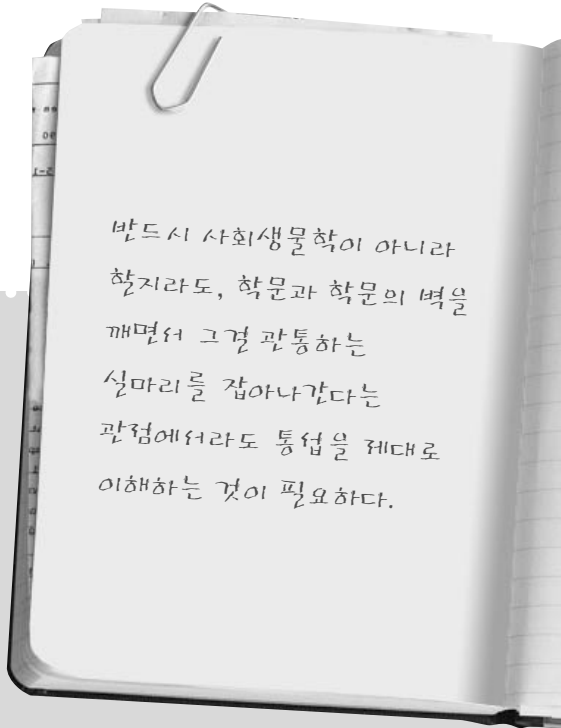 반드시 사회생물학이 아니라
할지라도, 학문과 학문의 벽을
깨면서 그걸 관통하는
실마리를 잡아나간다는
관점에서라도 통섭을 제대로
이해하는 것이 필요하다.